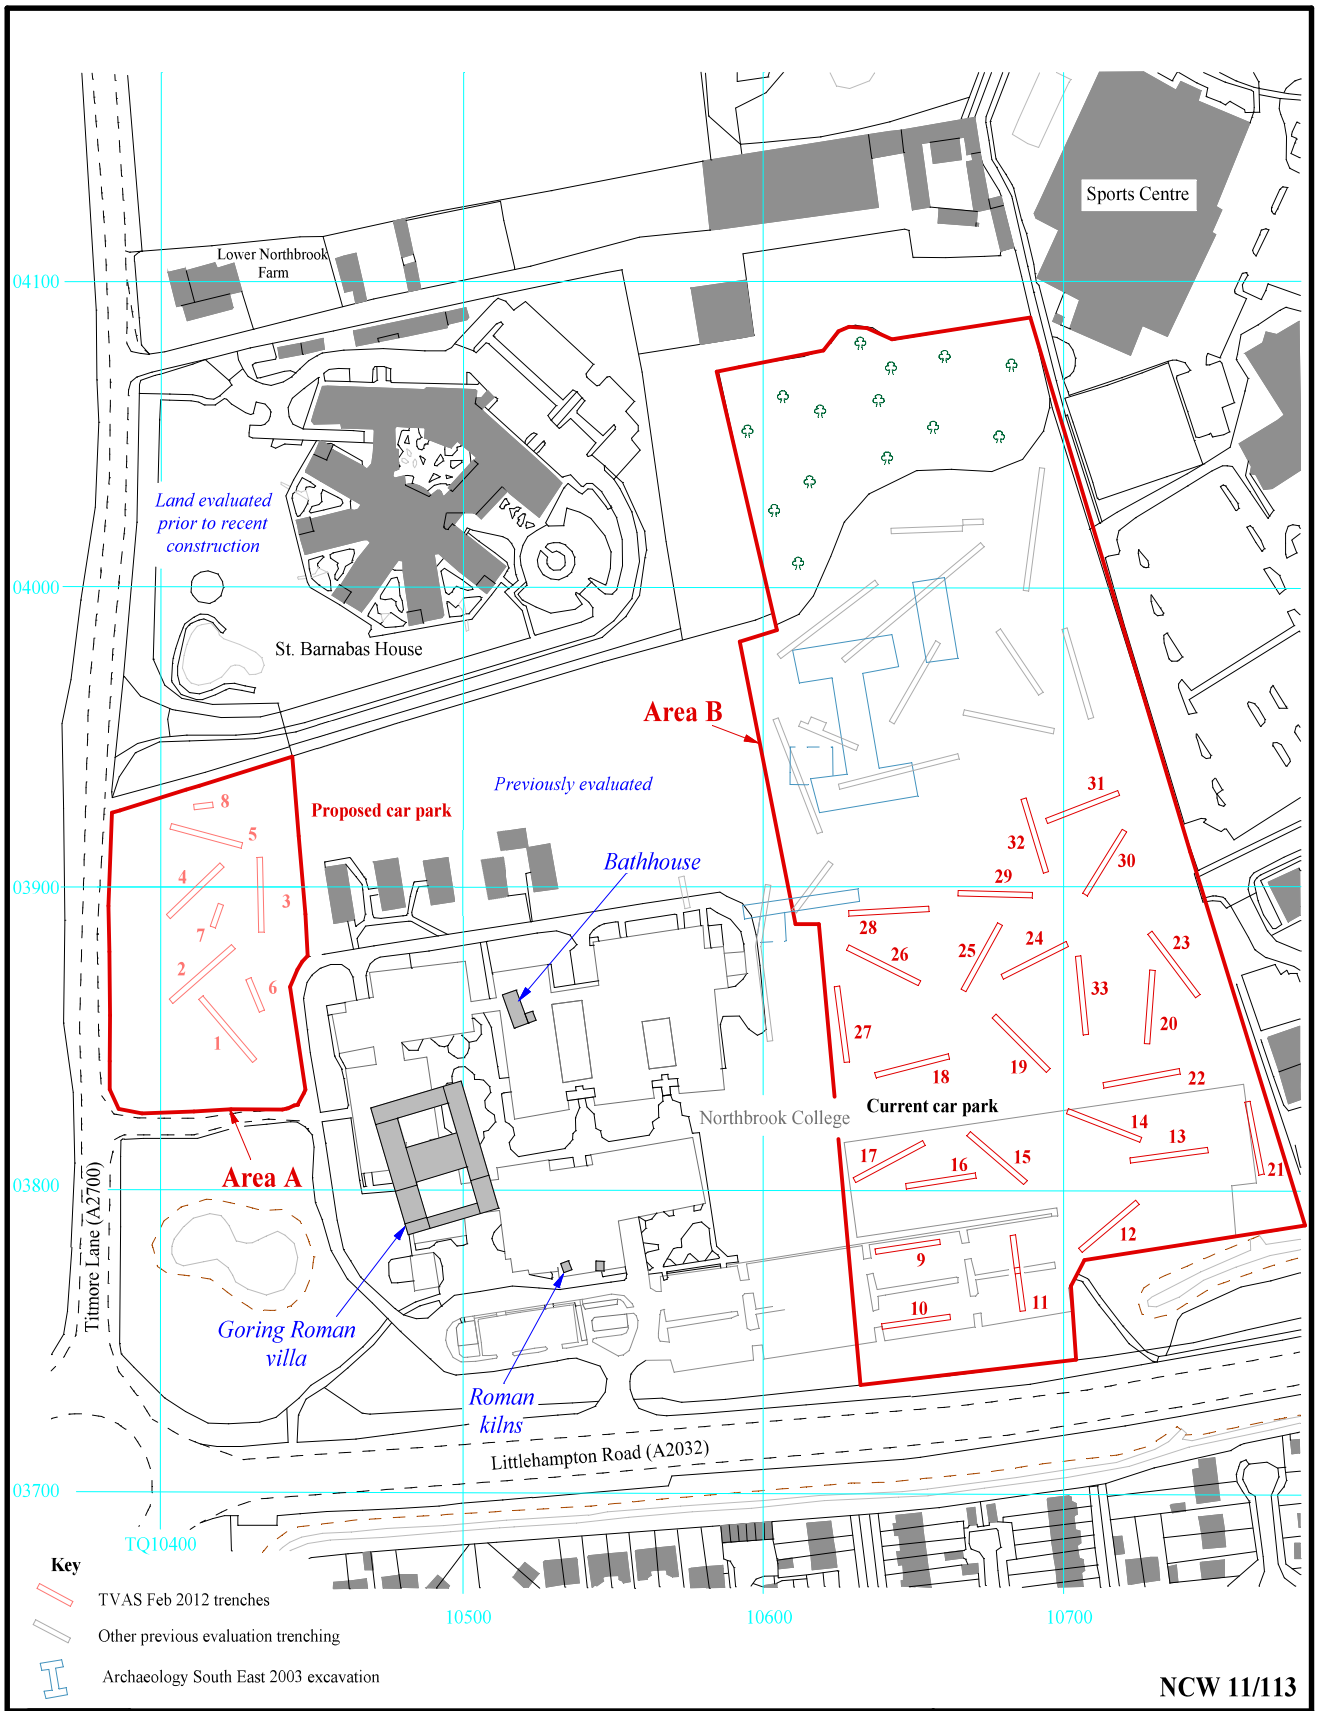 Sports Centre
Lower Northbrook
Farm
04100
Land evaluated
prior to recent
construction
04000
St. Barnabas House
Area B
Previously evaluated
Proposed car park
8
5
4
3
7
2
6
1
Bathhouse
31
32
30
29
03900
28
26
25
24
23
33
27
20
19
18
22
Northbrook College
Current car park
14
13
17
16
15
21
Area A
03800
12
9
11
10
Titmore Lane (A2700)
Goring Roman
villa
Roman
kilns
Littlehampton Road (A2032)
03700
TQ10400
10500
10600
10700
Key
TVAS Feb 2012 trenches
Other previous evaluation trenching
Archaeology South East 2003 excavation
NCW 11/113